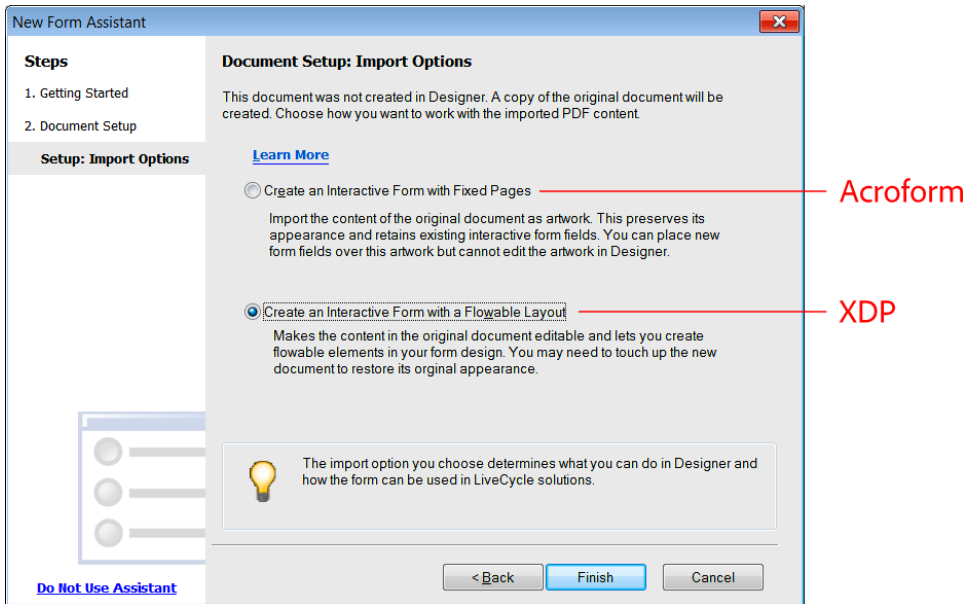 New Form Assistant
Steps
1. Getting Started
2. Document Setup
Setup: Import Options
Do Not Use Assistant
Document Setup: Import Options
This document was not created in Designer. A copy of the original document will be
created. Choose how you want to work with the imported PDF content.
Learn More
Create an Interactive Form with Fixed Pages
Acroform
Import the content of the original document as artwork. This preserves its
appearance and retains existing interactive form fields. You can place new
form fields over this artwork but cannot edit the artwork in Designer.
Create an Interactive Form with a Flowable Layout
XDP
Makes the content in the original document editable and lets you create
flowable elements in your form design. You may need to touch up the new
document to restore its orginal appearance.
The import option you choose determines what you can do in Designer and
how the form can be used in LiveCycle solutions.
< Back
Finish
Cancel